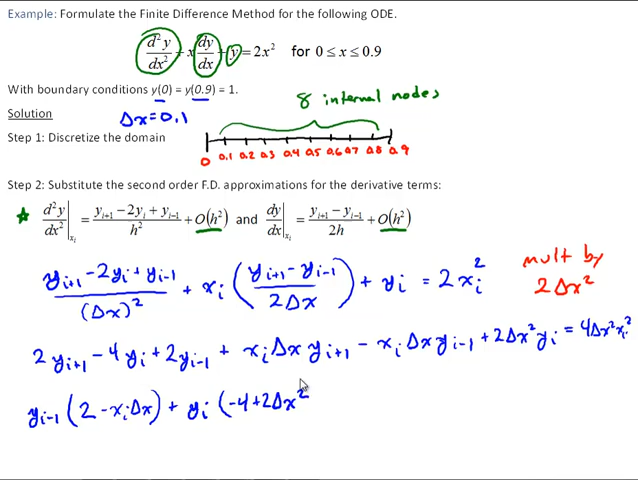 Example: Formulate the Finite Difference Method for the following ODE.
d²y/dx² + x dy/dx + y = 2x² for 0 ≤ x ≤ 0.9
With boundary conditions y(0) = y(0.9) = 1.
8 internal nodes
Solution
Δx = 0.1
Step 1: Discretize the domain
0 0.1 0.2 0.3 0.4 0.5 0.6 0.7 0.8 0.9
Step 2: Substitute the second order F.D. approximations for the derivative terms:
d²y/dx²|xᵢ = (yᵢ₊₁ − 2yᵢ + yᵢ₋₁)/h² + O(h²) and dy/dx|xᵢ = (yᵢ₊₁ − yᵢ₋₁)/2h + O(h²)
(yᵢ₊₁ − 2yᵢ + yᵢ₋₁)/(Δx)² + xᵢ((yᵢ₊₁ − yᵢ₋₁)/2Δx) + yᵢ = 2xᵢ²
mult by
2Δx²
2yᵢ₊₁ − 4yᵢ + 2yᵢ₋₁ + xᵢΔx yᵢ₊₁ − xᵢΔx yᵢ₋₁ + 2Δx² yᵢ = 4Δx²xᵢ²
yᵢ₋₁(2 − xᵢΔx) + yᵢ(−4 + 2Δx²